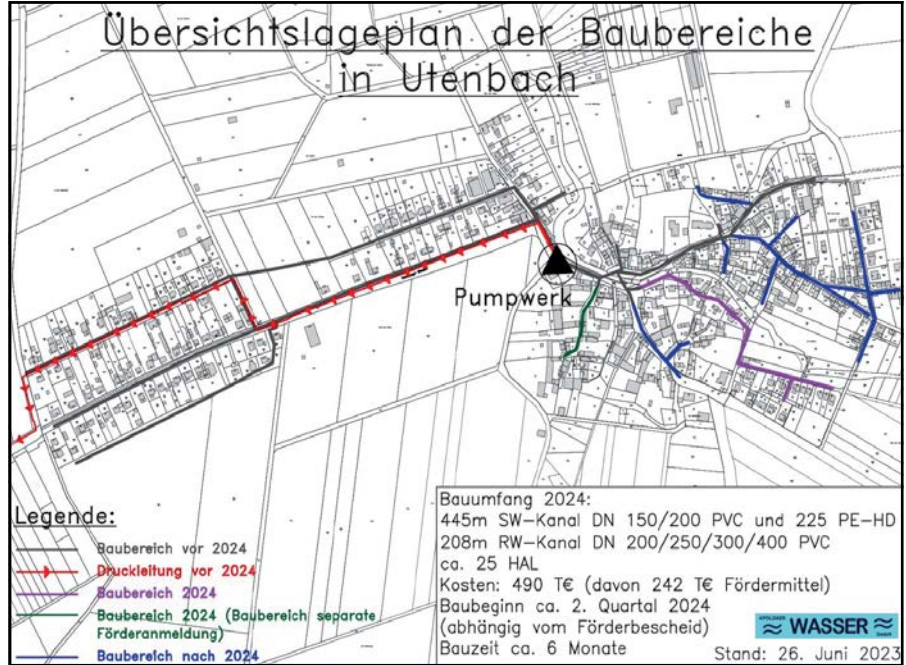 Übersichtslageplan der Baubereiche
in Utenbach
Pumpwerk
Legende:
Baubereich vor 2024
Druckleitung vor 2024
Baubereich 2024
Baubereich 2024 (Baubereich separate
Förderanmeldung)
Baubereich nach 2024
Bauumfang 2024:
445m SW-Kanal DN 150/200 PVC und 225 PE-HD
208m RW-Kanal DN 200/250/300/400 PVC
ca. 25 HAL
Kosten: 490 T€ (davon 242 T€ Fördermittel)
Baubeginn ca. 2. Quartal 2024
(abhängig vom Förderbescheid)
Bauzeit ca. 6 Monate
APOLDAER
WASSER
GmbH
Stand: 26. Juni 2023